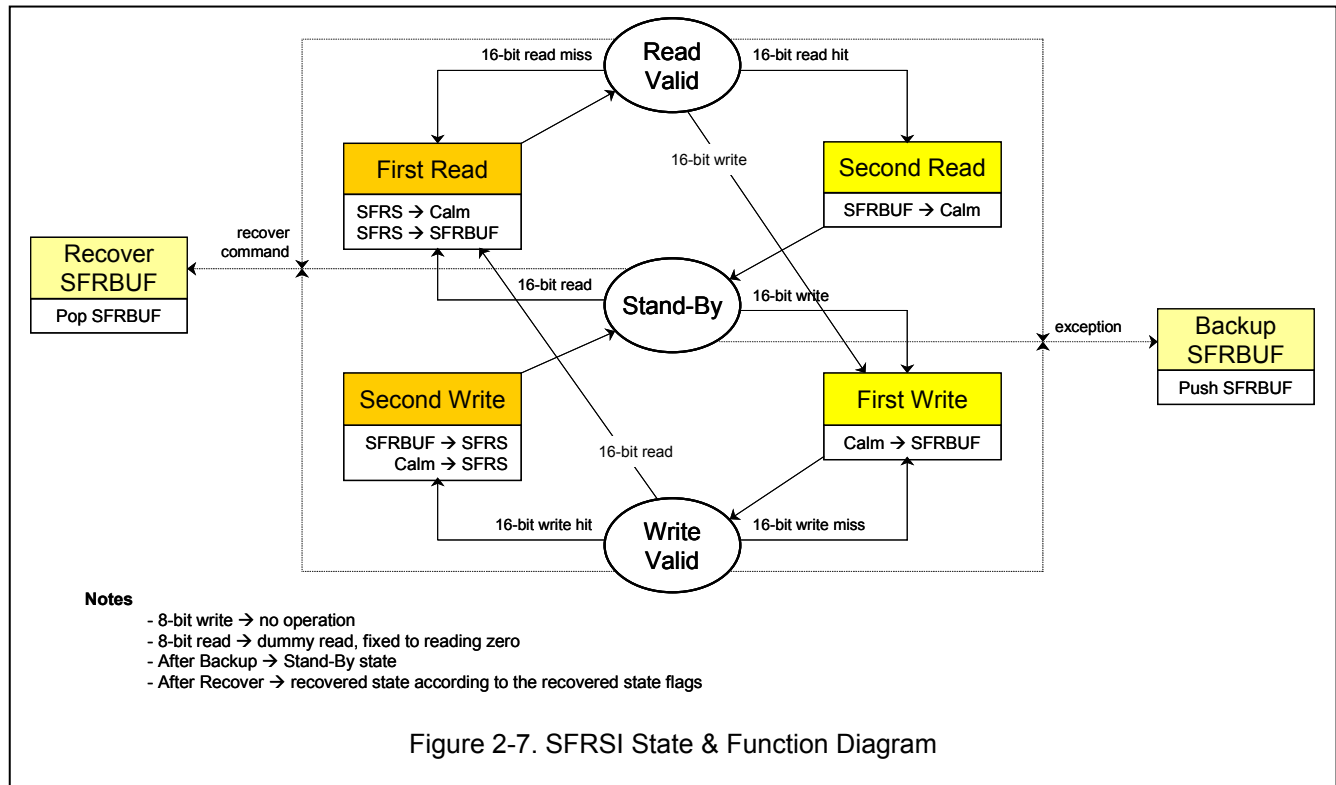 Read
Valid
16-bit read miss
16-bit read hit
First Read
SFRS → Calm
SFRS → SFRBUF
16-bit write
Second Read
SFRBUF → Calm
recover
command
Recover
SFRBUF
Pop SFRBUF
16-bit read
Stand-By
16-bit write
exception
Backup
SFRBUF
Push SFRBUF
Second Write
SFRBUF → SFRS
Calm → SFRS
16-bit read
First Write
Calm → SFRBUF
16-bit write hit
Write
Valid
16-bit write miss
Notes
- 8-bit write → no operation
- 8-bit read → dummy read, fixed to reading zero
- After Backup → Stand-By state
- After Recover → recovered state according to the recovered state flags
Figure 2-7. SFRSI State & Function Diagram